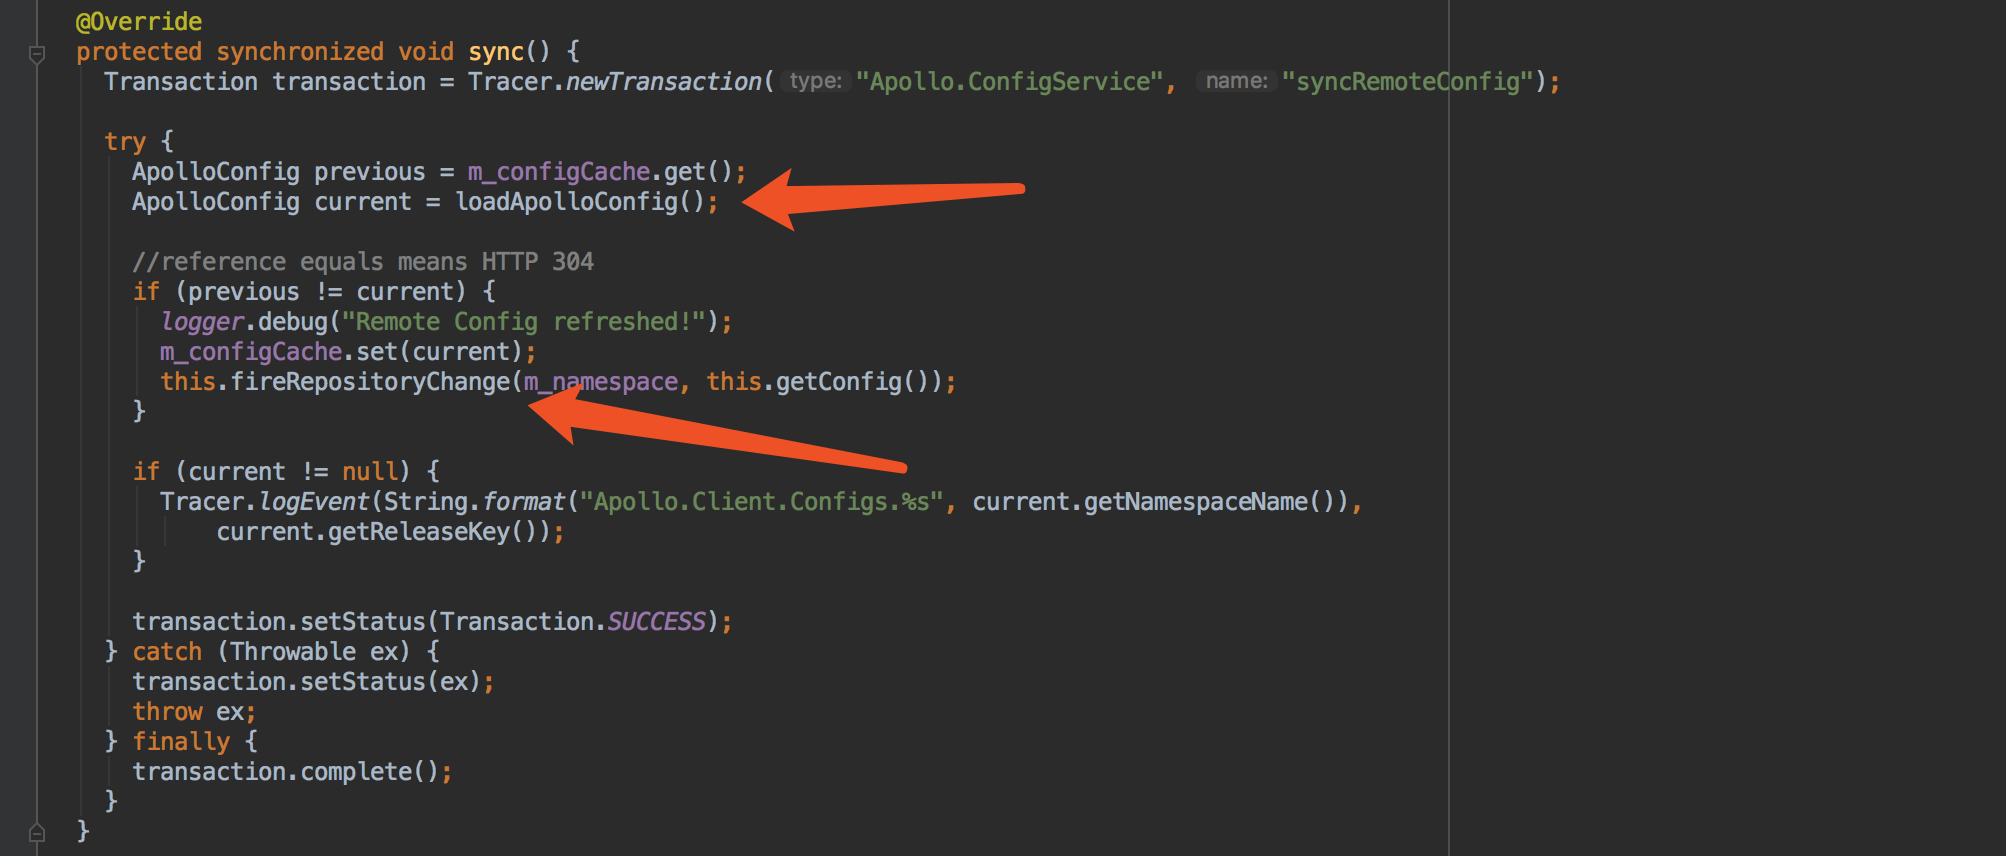 @Override
protected synchronized void sync() {
Transaction transaction = Tracer.newTransaction( type: "Apollo.ConfigService", name: "syncRemoteConfig");
try {
ApolloConfig previous = m_configCache.get();
ApolloConfig current = loadApolloConfig();
//reference equals means HTTP 304
if (previous != current) {
logger.debug("Remote Config refreshed!");
m_configCache.set(current);
this.fireRepositoryChange(m_namespace, this.getConfig());
}
if (current != null) {
Tracer.logEvent(String.format("Apollo.Client.Configs.%s", current.getNamespaceName()),
current.getReleaseKey());
}
transaction.setStatus(Transaction.SUCCESS);
} catch (Throwable ex) {
transaction.setStatus(ex);
throw ex;
} finally {
transaction.complete();
}
}